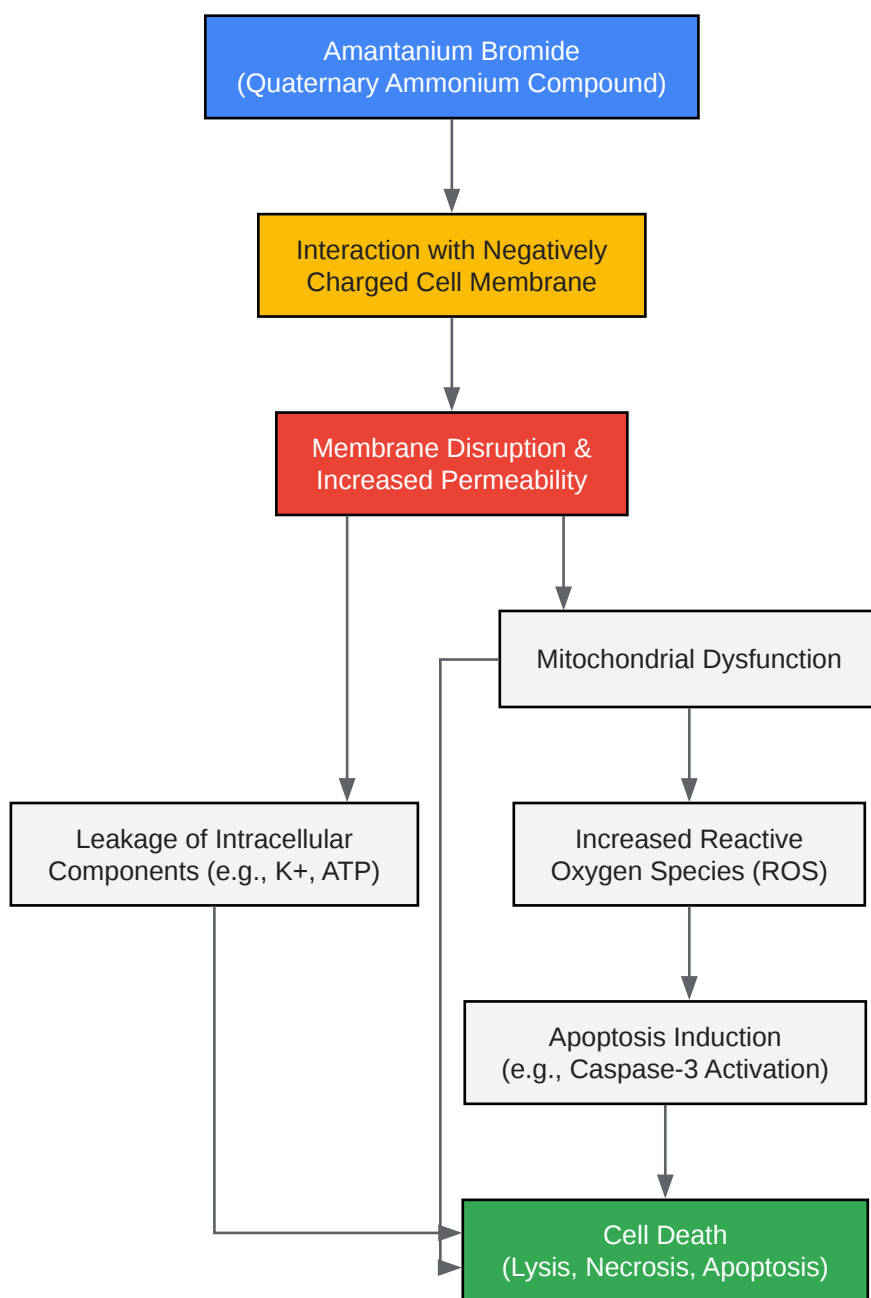 Amantanium Bromide
(Quaternary Ammonium Compound)
Interaction with Negatively
Charged Cell Membrane
Membrane Disruption &
Increased Permeability
Mitochondrial Dysfunction
Leakage of Intracellular
Components (e.g., K+, ATP)
Increased Reactive
Oxygen Species (ROS)
Apoptosis Induction
(e.g., Caspase-3 Activation)
Cell Death
(Lysis, Necrosis, Apoptosis)